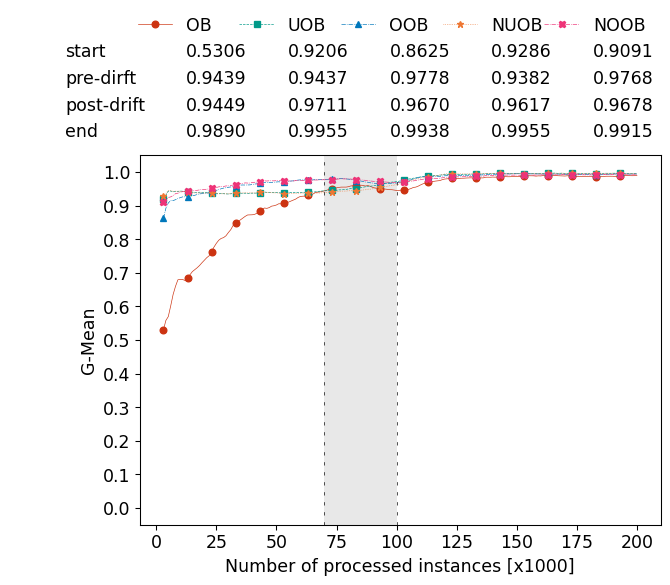 OB UOB OOB NUOB NOOB
start 0.5306 0.9206 0.8625 0.9286 0.9091
pre-dirft 0.9439 0.9437 0.9778 0.9382 0.9768
post-drift 0.9449 0.9711 0.9670 0.9617 0.9678
end 0.9890 0.9955 0.9938 0.9955 0.9915
1.0
0.9
0.8
0.7
0.6
0.5
0.4
0.3
0.2
0.1
0.0
G-Mean
0 25 50 75 100 125 150 175 200
Number of processed instances [x1000]